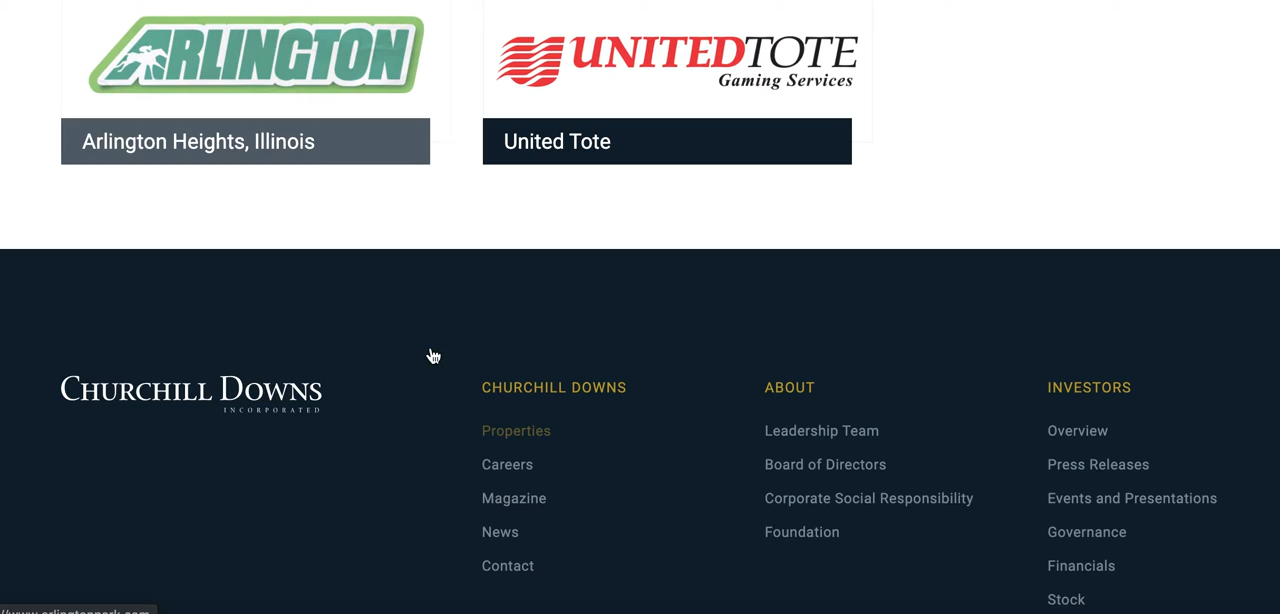 ARLINGTON
UNITEDTOTE
Gaming Services
Arlington Heights, Illinois
United Tote
CHURCHILL DOWNS
INCORPORATED
CHURCHILL DOWNS
Properties
Careers
Magazine
News
Contact
ABOUT
Leadership Team
Board of Directors
Corporate Social Responsibility
Foundation
INVESTORS
Overview
Press Releases
Events and Presentations
Governance
Financials
Stock